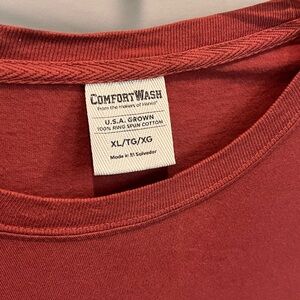 COMFORTWASH
from the makers of Hanes®
U.S.A. GROWN
100% RING SPUN COTTON
XL/TG/XG
Made in El Salvador